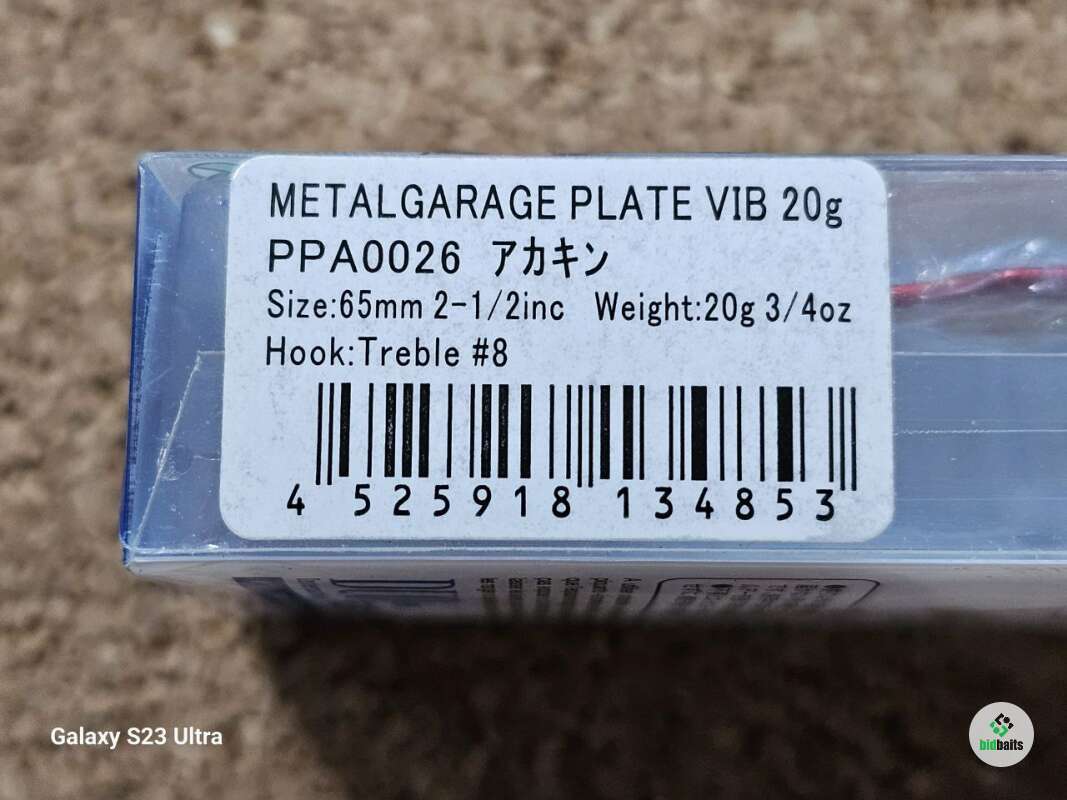 METALGARAGE PLATE VIB 20g
PPA0026 アカキン
Size:65mm 2-1/2inc Weight:20g 3/4oz
Hook:Treble #8
4 525918 134853
Galaxy S23 Ultra
bidbaits